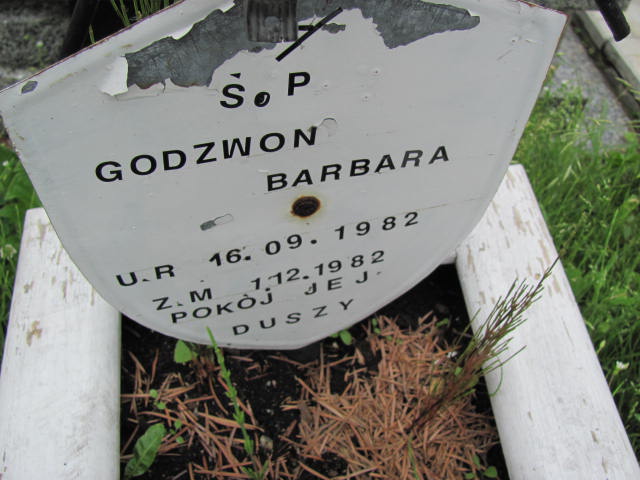 Ś.P
GODZWON
BARBARA
U.R 16.09.1982
Z.M 1.12.1982
POKÓJ JEJ
DUSZY